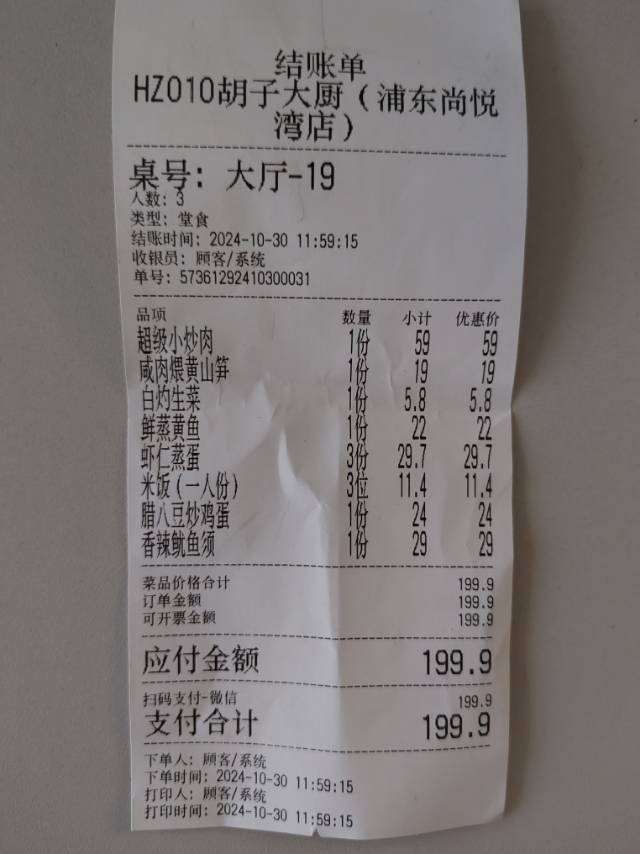 结账单
HZ010胡子大厨（浦东尚悦
湾店）
桌号：大厅-19
人数：3
类型：堂食
结账时间：2024-10-30 11:59:15
收银员：顾客/系统
单号：57361292410300031
品项 数量 小计 优惠价
超级小炒肉 1份 59 59
咸肉煨黄山笋 1份 19 19
白灼生菜 1份 5.8 5.8
鲜蒸黄鱼 1份 22 22
虾仁蒸蛋 3份 29.7 29.7
米饭（一人份） 3位 11.4 11.4
腊八豆炒鸡蛋 1份 24 24
香辣鱿鱼须 1份 29 29
菜品价格合计 199.9
订单金额 199.9
可开票金额 199.9
应付金额 199.9
扫码支付-微信 199.9
支付合计 199.9
下单人：顾客/系统
下单时间：2024-10-30 11:59:15
打印人：顾客/系统
打印时间：2024-10-30 11:59:15